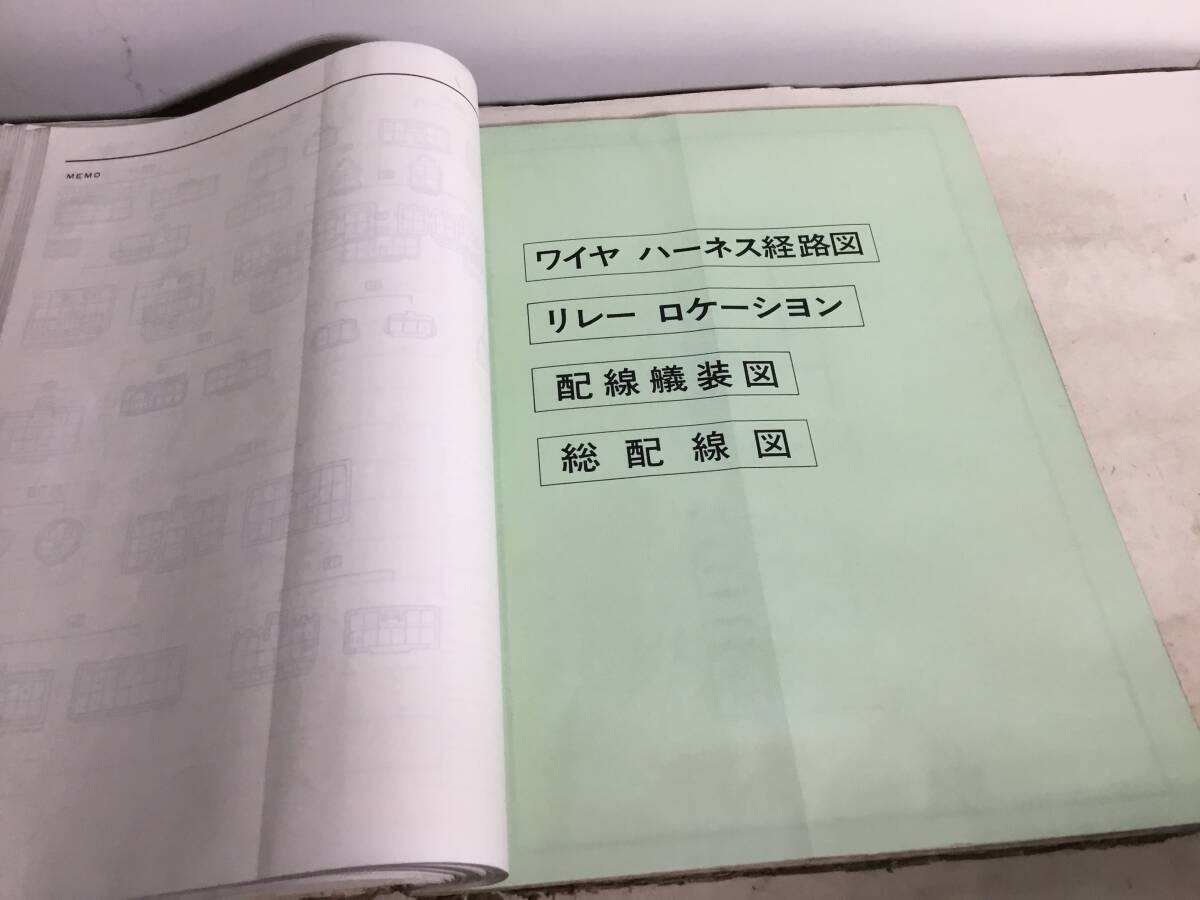 MEMO
ワイヤ ハーネス経路図
リレー ロケーシヨン
配線艤装図
総配線図